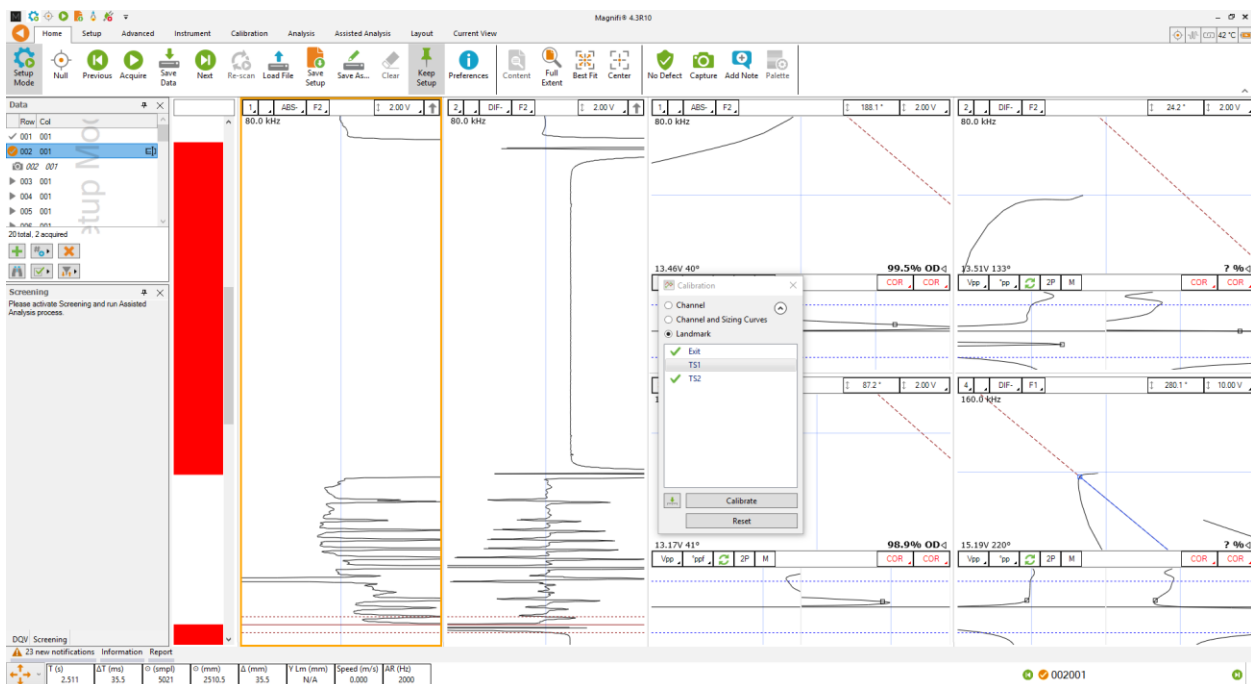 Magnifi® 4.3R10
Home Setup Advanced Instrument Calibration Analysis Assisted Analysis Layout Current View
42 °C
Setup Mode
Null
Previous
Acquire
Save Data
Next
Re-scan
Load File
Save Setup
Save As...
Clear
Keep Setup
Preferences
Content
Full Extent
Best Fit
Center
No Defect
Capture
Add Note
Palette
Data
Row Col
001 001
002 001
002 001
003 001
004 001
005 001
20 total, 2 acquired
Screening
Please activate Screening and run Assisted
Analysis process.
DQV Screening
1 ABS- F2 2.00 V
80.0 kHz
2 DIF- F2 2.00 V
80.0 kHz
1 ABS- F2 188.1 ° 2.00 V
80.0 kHz
13.46V 40° 99.5% OD
COR COR
2 DIF- F2 24.2 ° 2.00 V
80.0 kHz
13.51V 133° ? %
Vpp °pp 2P M COR COR
Calibration
Channel
Channel and Sizing Curves
Landmark
Exit
TS1
TS2
Calibrate
Reset
87.2 ° 2.00 V
13.17V 41° 98.9% OD
Vpp °ppf 2P M COR COR
4 DIF- F1 280.1 ° 10.00 V
160.0 kHz
15.19V 220° ? %
Vpp °pp 2P M COR COR
23 new notifications Information Report
T (s) ΔT (ms) (smpl) (mm) Δ (mm) Y Lm (mm) Speed (m/s) AR (Hz)
2.511 35.5 5021 2510.5 35.5 N/A 0.000 2000
002001